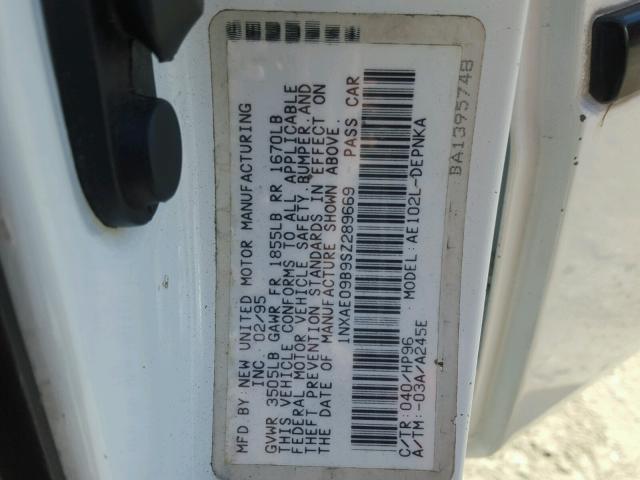 MFD BY: NEW UNITED MOTOR MANUFACTURING
INC. 02/95
GVWR 3505LB GAWR FR 1855LB RR 1670LB
THIS VEHICLE CONFORMS TO ALL APPLICABLE
FEDERAL MOTOR VEHICLE SAFETY, BUMPER, AND
THEFT PREVENTION STANDARDS IN EFFECT ON
THE DATE OF MANUFACTURE SHOWN ABOVE.
1NXAE09B9SZ289669 PASS CAR
C/TR: 040/HP96 MODEL: AE102L-DEPNKA
A/TM: -03A/A245E
BA1395748